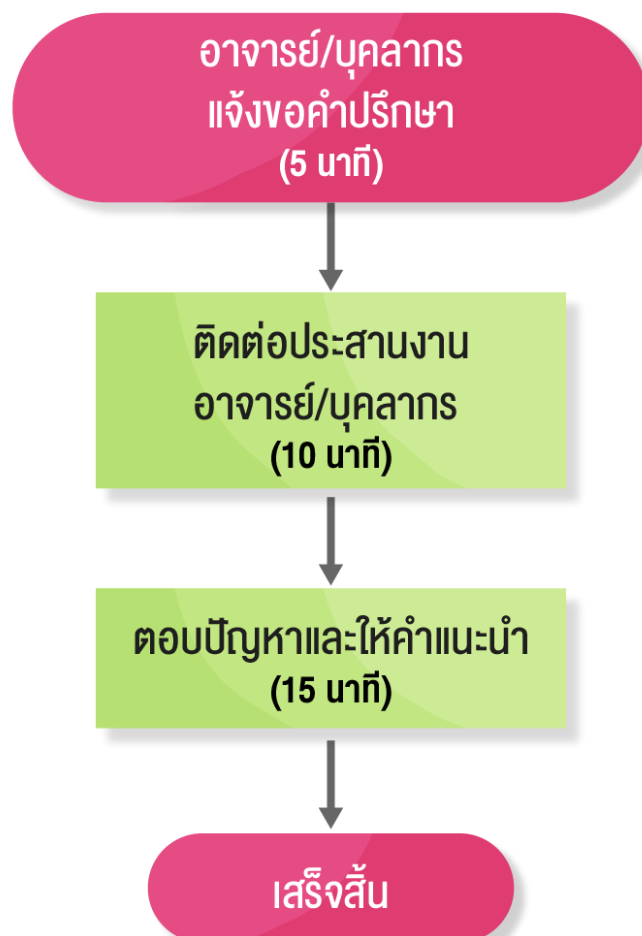 อาจารย์/บุคลากร
แจ้งขอคำปรึกษา
(5 นาที)
ติดต่อประสานงาน
อาจารย์/บุคลากร
(10 นาที)
ตอบปัญหาและให้คำแนะนำ
(15 นาที)
เสร็จสิ้น